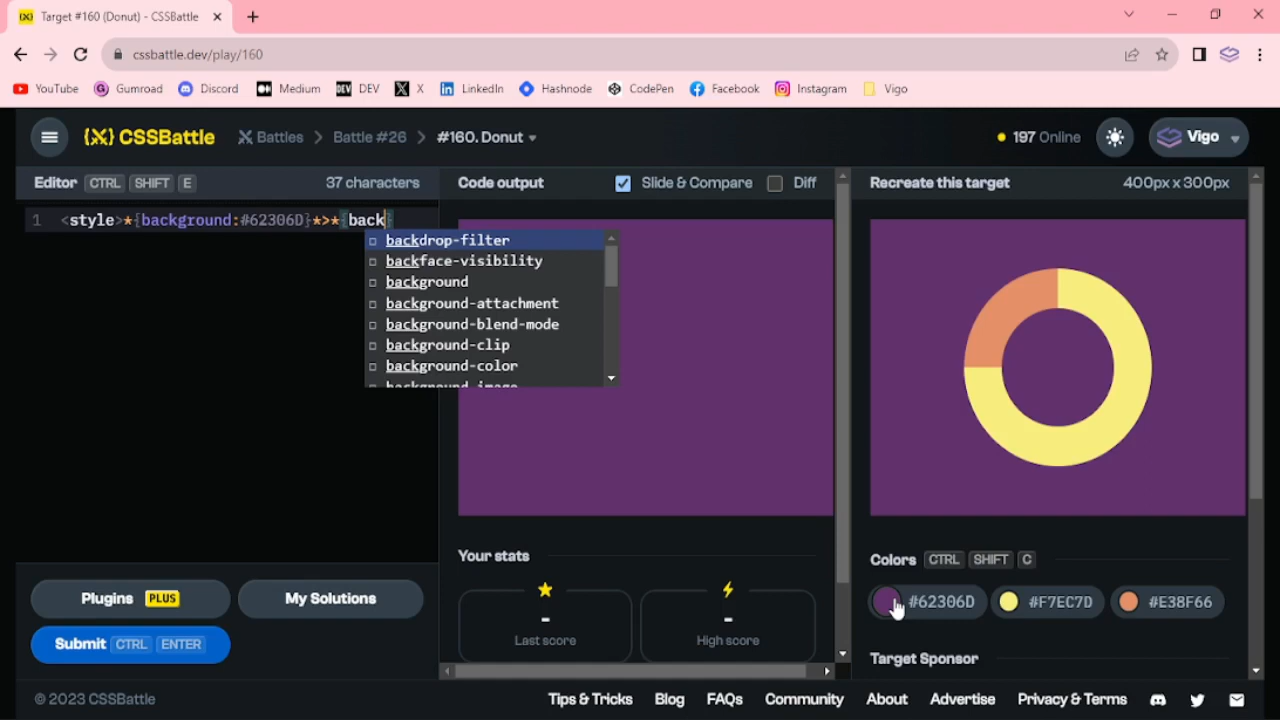 Target #160 (Donut) - CSSBattle
cssbattle.dev/play/160
YouTube Gumroad Discord Medium DEV X LinkedIn Hashnode CodePen Facebook Instagram Vigo
{X} CSSBattle Battles > Battle #26 > #160. Donut 197 Online Vigo
Editor CTRL SHIFT E 37 characters Code output Slide & Compare Diff Recreate this target 400px x 300px
1 <style>*{background:#62306D}*>*{back}
backdrop-filter
backface-visibility
background
background-attachment
background-blend-mode
background-clip
background-color
background-image
Your stats
Colors CTRL SHIFT C
Plugins PLUS My Solutions
- -
#62306D #F7EC7D #E38F66
Last score High score
Submit CTRL ENTER
Target Sponsor
© 2023 CSSBattle Tips & Tricks Blog FAQs Community About Advertise Privacy & Terms